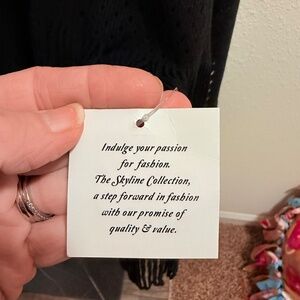 Indulge your passion
for fashion.
The Skyline Collection,
a step forward in fashion
with our promise of
quality & value.